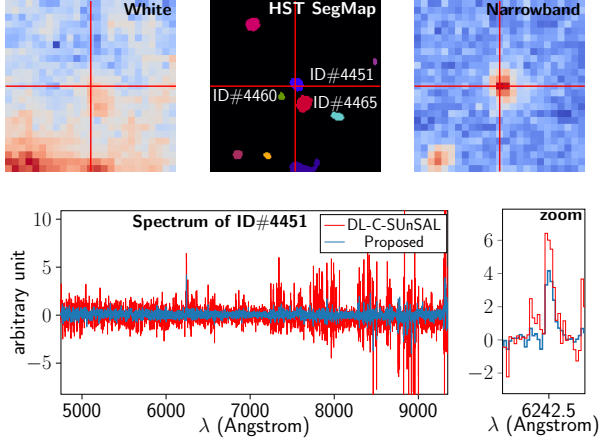 White
HST SegMap
Narrowband
ID#4451
ID#4460
ID#4465
Spectrum of ID#4451
DL-C-SUnSAL
Proposed
zoom
arbitrary unit
10
5
0
−5
5000
6000
7000
8000
9000
λ (Angstrom)
6
4
2
0
−2
6242.5
λ (Angstrom)